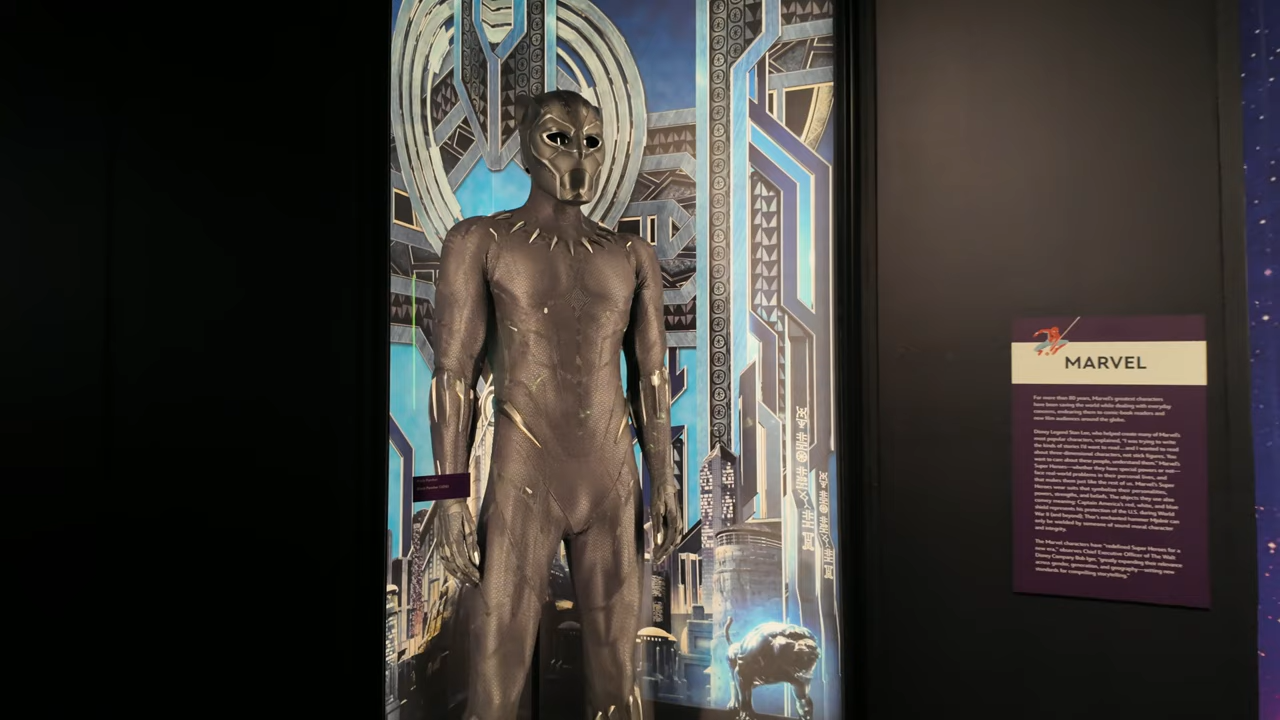 MARVEL
For more than 80 years, Marvel's greatest characters
have been saving the world while dealing with everyday
concerns, endearing them to comic-book readers and
now film audiences around the globe.
Disney Legend Stan Lee, who helped create many of Marvel's
most popular characters, explained, "I was trying to write
the kinds of stories I'd want to read....and I wanted to read
about three-dimensional characters, not stick figures. You
want to care about these people, understand them." Marvel's
Super Heroes—whether they have special powers or not—
face real-world problems in their personal lives, and
that makes them just like the rest of us. Marvel's Super
Heroes wear suits that symbolize their personalities,
powers, strengths, and beliefs. The objects they use also
convey meaning: Captain America's red, white, and blue
shield represents his protection of the U.S. during World
War II (and beyond); Thor's enchanted hammer Mjolnir can
only be wielded by someone of sound moral character
and integrity.
The Marvel characters have "redefined Super Heroes for a
new era," observes Chief Executive Officer of The Walt
Disney Company Bob Iger, "greatly expanding their relevance
across gender, generation, and geography—setting new
standards for compelling storytelling."